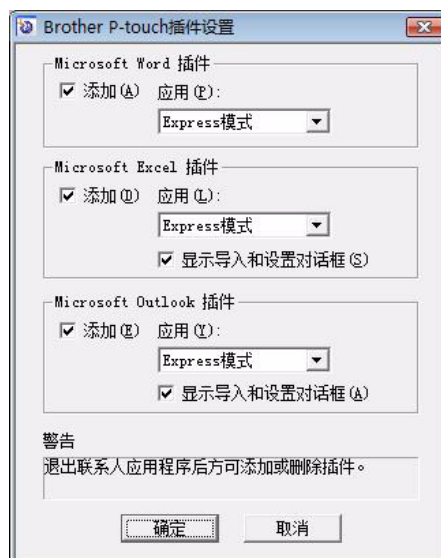 Brother P-touch插件设置
Microsoft Word 插件
添加(A) 应用(P):
Express模式
Microsoft Excel 插件
添加(D) 应用(L):
Express模式
显示导入和设置对话框(S)
Microsoft Outlook 插件
添加(E) 应用(Y):
Express模式
显示导入和设置对话框(A)
警告
退出联系人应用程序后方可添加或删除插件。
确定 取消